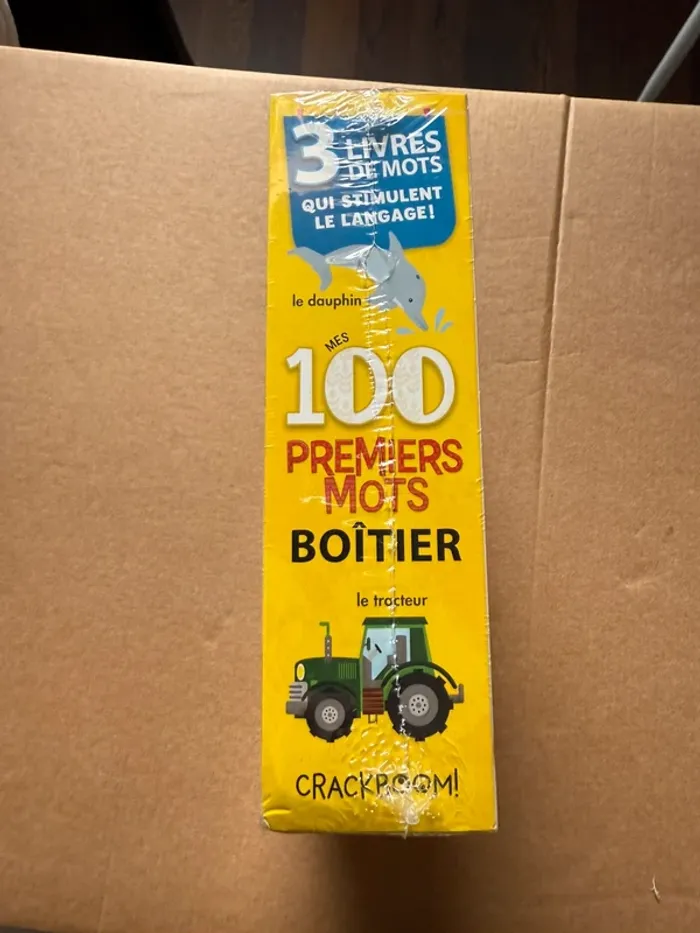 3 LIVRES
DE MOTS
QUI STIMULENT
LE LANGAGE!
le dauphin
MES
100
PREMIERS
MOTS
BOÎTIER
le tracteur
CRACKBOOM!